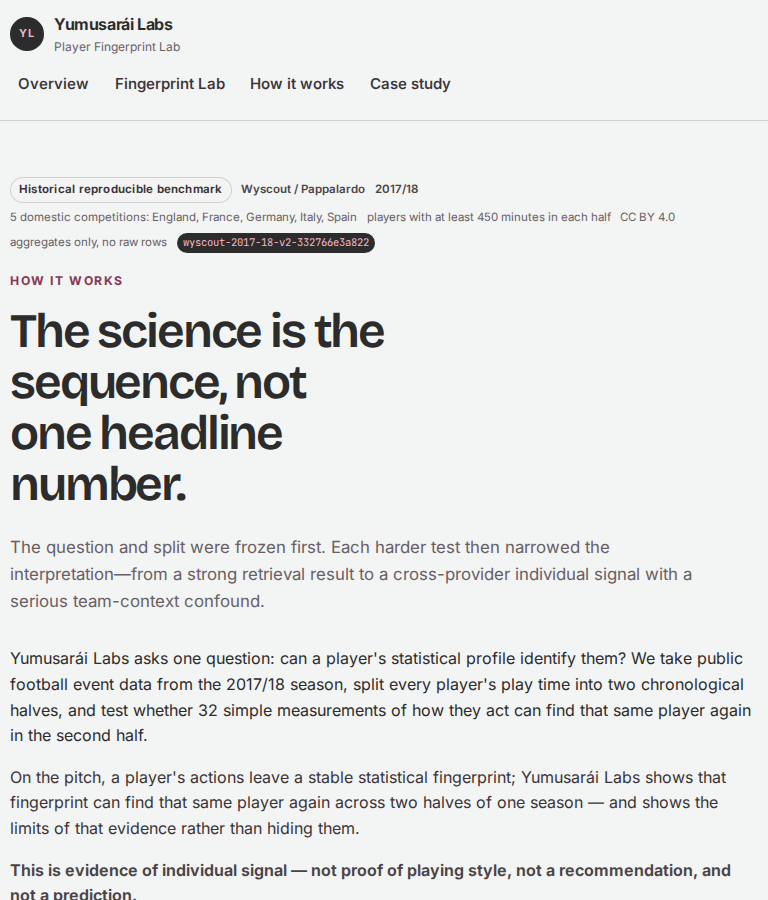 YL
Yumusarái Labs
Player Fingerprint Lab
Overview Fingerprint Lab How it works Case study
Historical reproducible benchmark Wyscout / Pappalardo 2017/18
5 domestic competitions: England, France, Germany, Italy, Spain players with at least 450 minutes in each half CC BY 4.0
aggregates only, no raw rows wyscout-2017-18-v2-332766e3a822
HOW IT WORKS
The science is the
sequence, not
one headline
number.
The question and split were frozen first. Each harder test then narrowed the
interpretation—from a strong retrieval result to a cross-provider individual signal with a
serious team-context confound.
Yumusarái Labs asks one question: can a player's statistical profile identify them? We take public
football event data from the 2017/18 season, split every player's play time into two chronological
halves, and test whether 32 simple measurements of how they act can find that same player again
in the second half.
On the pitch, a player's actions leave a stable statistical fingerprint; Yumusarái Labs shows that
fingerprint can find that same player again across two halves of one season — and shows the
limits of that evidence rather than hiding them.
This is evidence of individual signal — not proof of playing style, not a recommendation, and
not a prediction.